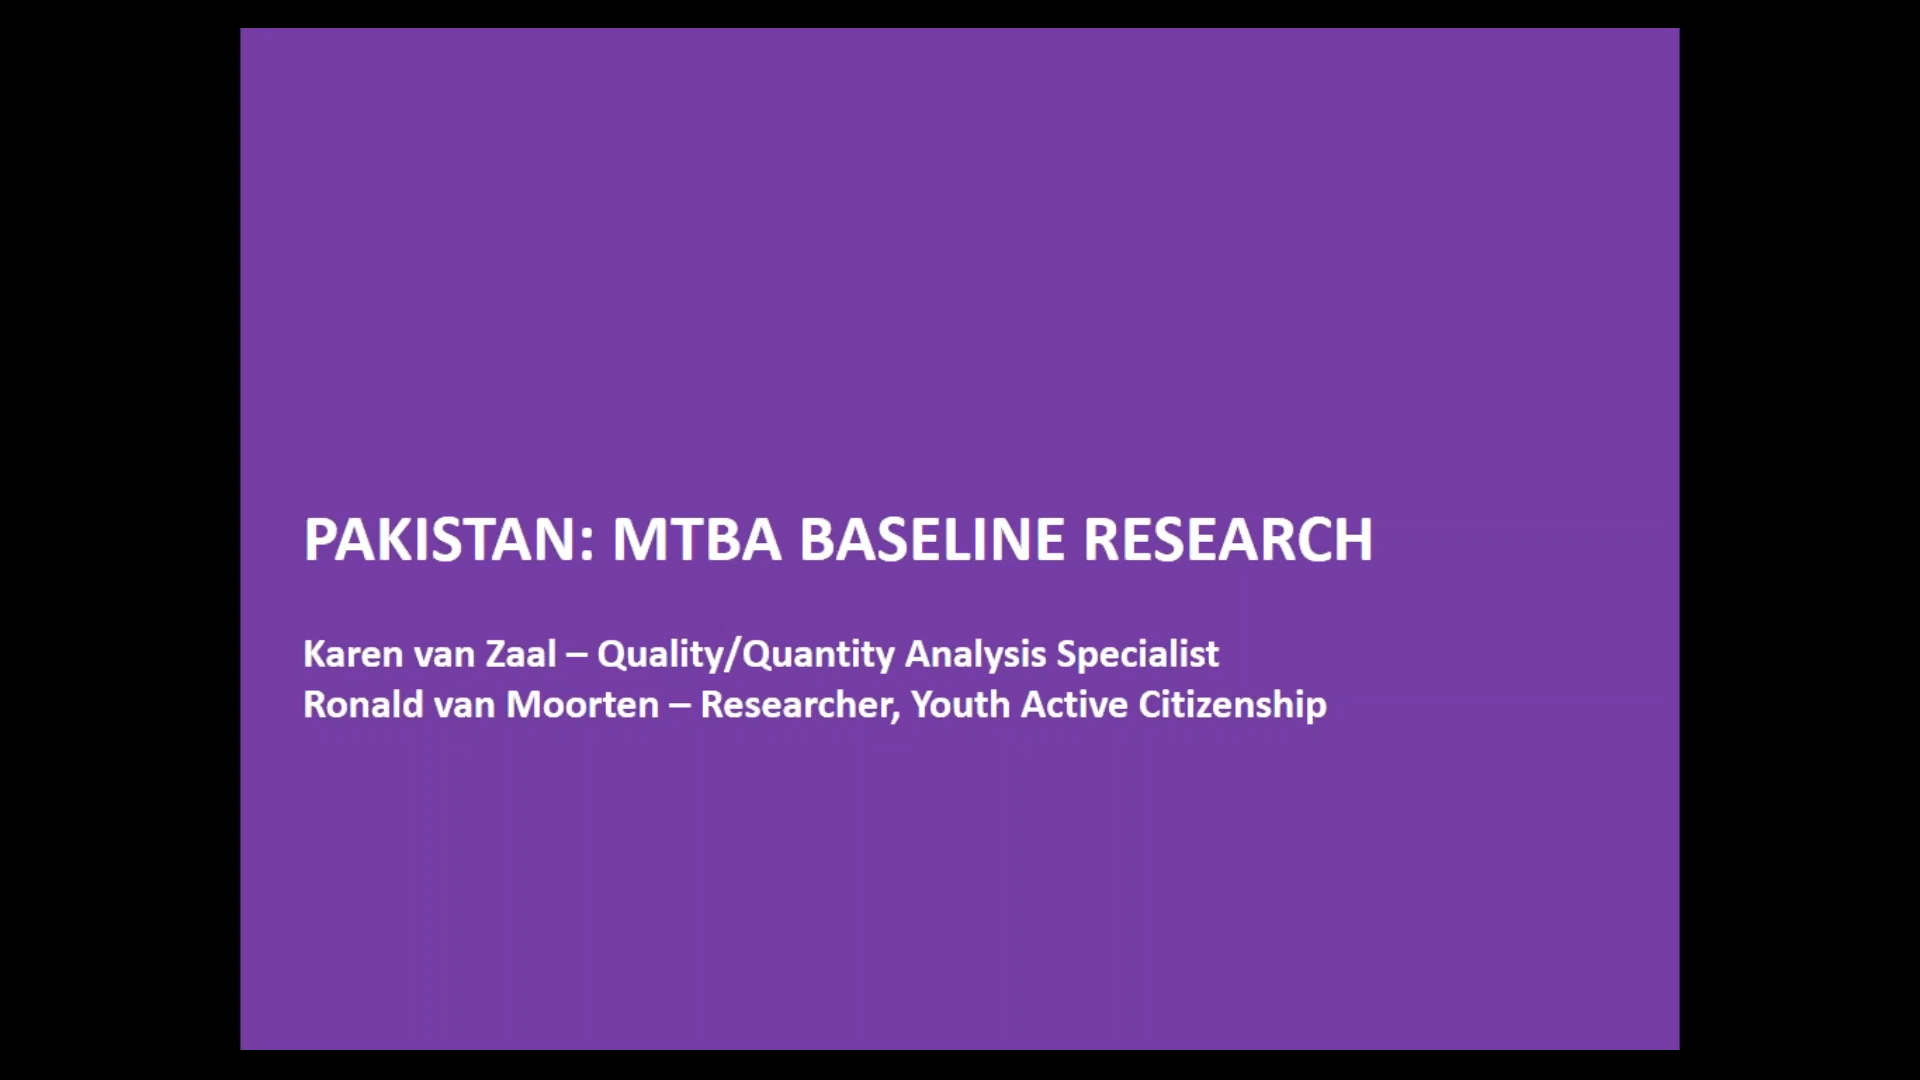 PAKISTAN: MTBA BASELINE RESEARCH
Karen van Zaal – Quality/Quantity Analysis Specialist
Ronald van Moorten – Researcher, Youth Active Citizenship